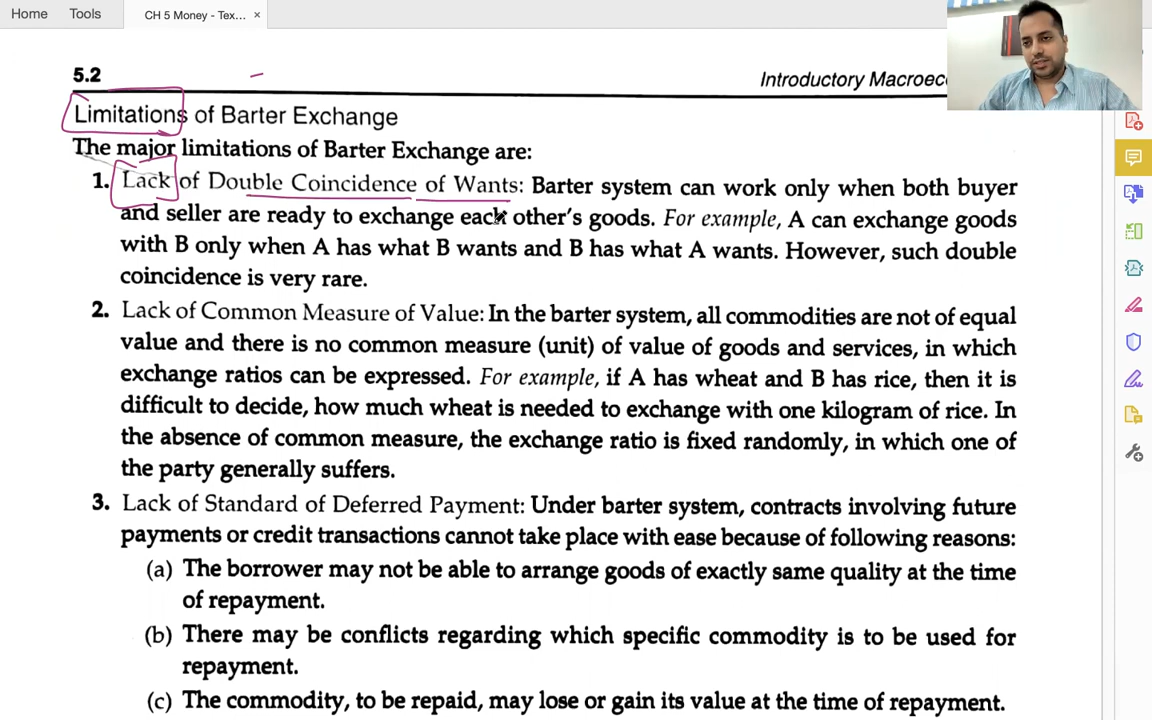 Home Tools CH 5 Money - Tex... ×
5.2
Introductory Macroec
Limitations of Barter Exchange
The major limitations of Barter Exchange are:
1. Lack of Double Coincidence of Wants: Barter system can work only when both buyer
and seller are ready to exchange each other's goods. For example, A can exchange goods
with B only when A has what B wants and B has what A wants. However, such double
coincidence is very rare.
2. Lack of Common Measure of Value: In the barter system, all commodities are not of equal
value and there is no common measure (unit) of value of goods and services, in which
exchange ratios can be expressed. For example, if A has wheat and B has rice, then it is
difficult to decide, how much wheat is needed to exchange with one kilogram of rice. In
the absence of common measure, the exchange ratio is fixed randomly, in which one of
the party generally suffers.
3. Lack of Standard of Deferred Payment: Under barter system, contracts involving future
payments or credit transactions cannot take place with ease because of following reasons:
(a) The borrower may not be able to arrange goods of exactly same quality at the time
of repayment.
(b) There may be conflicts regarding which specific commodity is to be used for
repayment.
(c) The commodity, to be repaid, may lose or gain its value at the time of repayment.